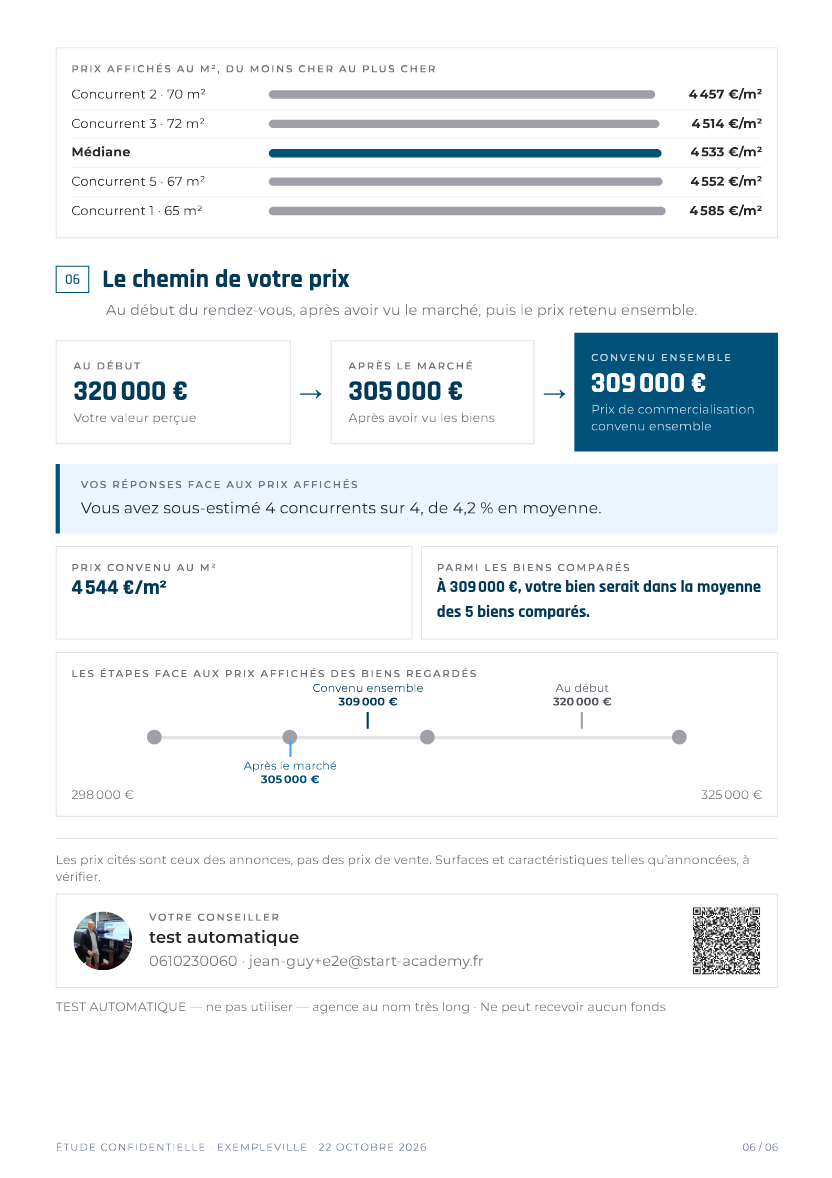 PRIX AFFICHÉS AU M², DU MOINS CHER AU PLUS CHER
Concurrent 2 · 70 m² 4 457 €/m²
Concurrent 3 · 72 m² 4 514 €/m²
Médiane 4 533 €/m²
Concurrent 5 · 67 m² 4 552 €/m²
Concurrent 1 · 65 m² 4 585 €/m²
06 Le chemin de votre prix
Au début du rendez-vous, après avoir vu le marché, puis le prix retenu ensemble.
AU DÉBUT
320 000 €
Votre valeur perçue
→
APRÈS LE MARCHÉ
305 000 €
Après avoir vu les biens
→
CONVENU ENSEMBLE
309 000 €
Prix de commercialisation
convenu ensemble
VOS RÉPONSES FACE AUX PRIX AFFICHÉS
Vous avez sous-estimé 4 concurrents sur 4, de 4,2 % en moyenne.
PRIX CONVENU AU M²
4 544 €/m²
PARMI LES BIENS COMPARÉS
À 309 000 €, votre bien serait dans la moyenne
des 5 biens comparés.
LES ÉTAPES FACE AUX PRIX AFFICHÉS DES BIENS REGARDÉS
Convenu ensemble
309 000 €
Au début
320 000 €
Après le marché
305 000 €
298 000 € 325 000 €
Les prix cités sont ceux des annonces, pas des prix de vente. Surfaces et caractéristiques telles qu’annoncées, à
vérifier.
VOTRE CONSEILLER
test automatique
0610230060 · jean-guy+e2e@start-academy.fr
TEST AUTOMATIQUE — ne pas utiliser — agence au nom très long · Ne peut recevoir aucun fonds
ÉTUDE CONFIDENTIELLE · EXEMPLEVILLE · 22 OCTOBRE 2026 06 / 06